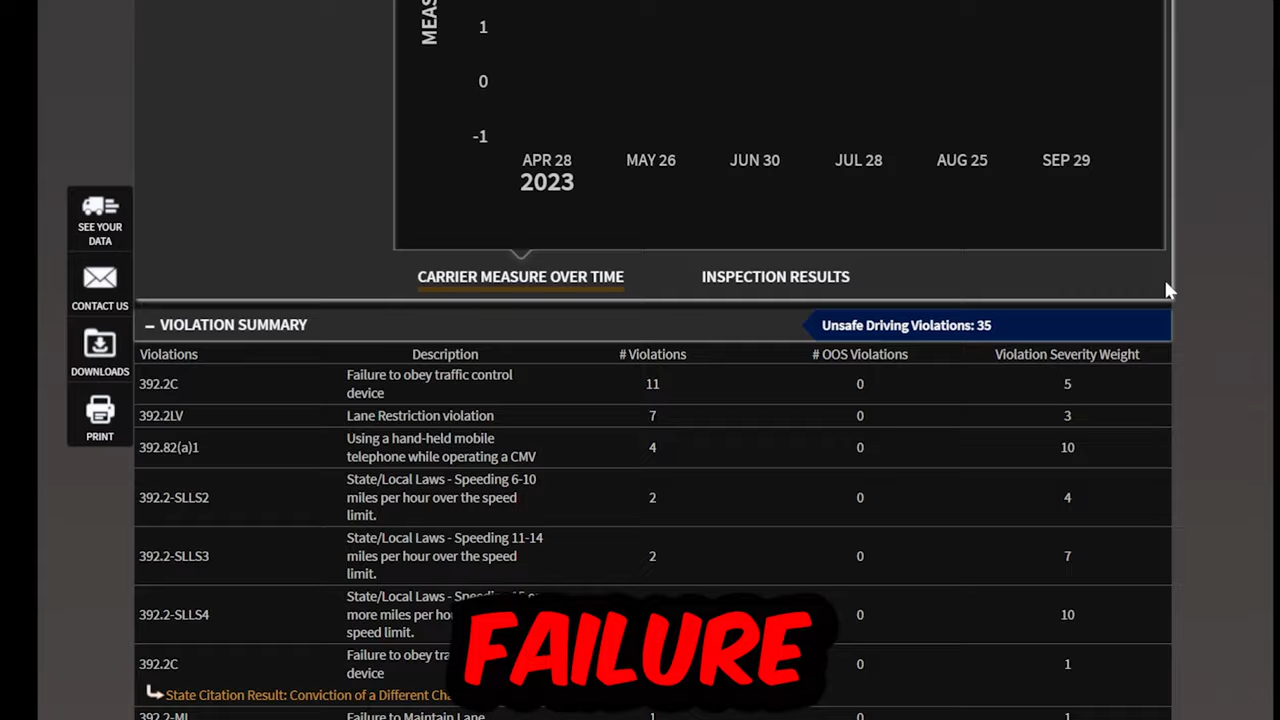 MEAS
1
0
-1
APR 28
MAY 26
JUN 30
JUL 28
AUG 25
SEP 29
2023
SEE YOUR
DATA
CONTACT US
DOWNLOADS
PRINT
CARRIER MEASURE OVER TIME
INSPECTION RESULTS
– VIOLATION SUMMARY
Unsafe Driving Violations: 35
Violations Description # Violations # OOS Violations Violation Severity Weight
392.2C Failure to obey traffic control
device 11 0 5
392.2LV Lane Restriction violation 7 0 3
392.82(a)1 Using a hand-held mobile
telephone while operating a CMV 4 0 10
392.2-SLLS2 State/Local Laws - Speeding 6-10
miles per hour over the speed
limit. 2 0 4
392.2-SLLS3 State/Local Laws - Speeding 11-14
miles per hour over the speed
limit. 2 0 7
392.2-SLLS4 State/Local Laws -
more miles per
speed limit. 0 10
392.2C Failure to obey
device 0 1
State Citation Result: Conviction of a Different
392.2-ML Failure to Maintain Lane 1 0 1
FAILURE